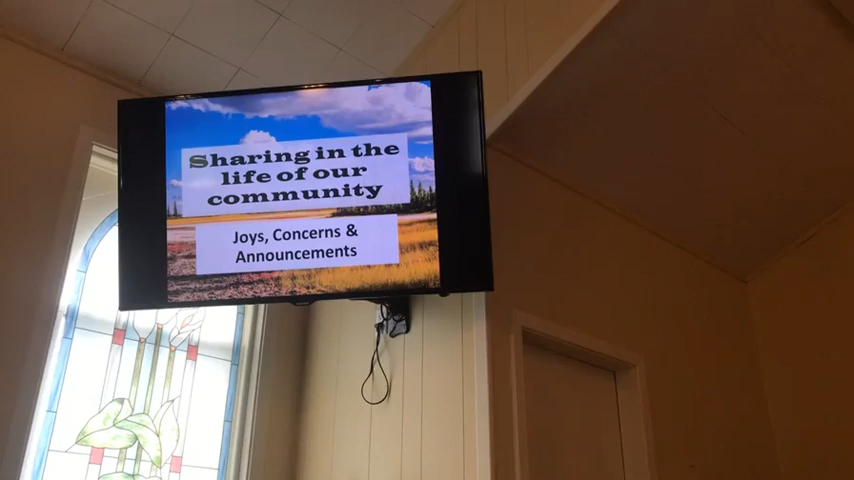 Sharing in the
life of our
community
Joys, Concerns &
Announcements